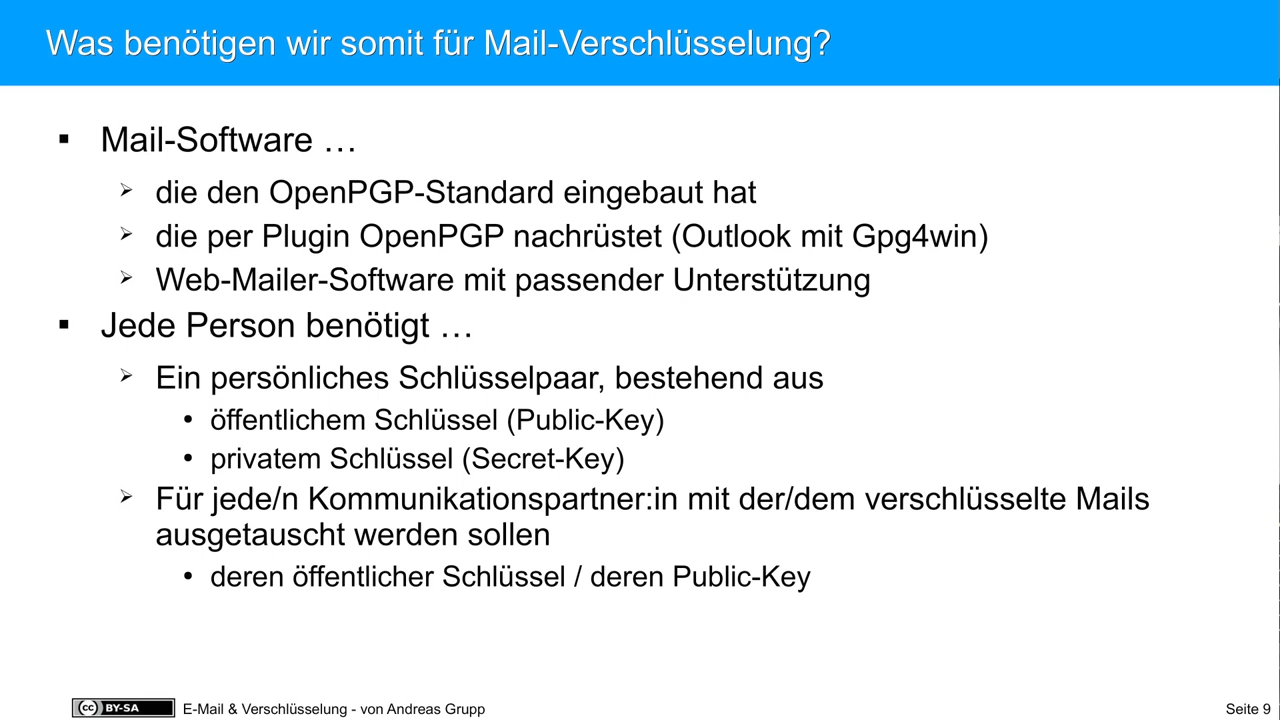 Was benötigen wir somit für Mail-Verschlüsselung?
Mail-Software …
die den OpenPGP-Standard eingebaut hat
die per Plugin OpenPGP nachrüstet (Outlook mit Gpg4win)
Web-Mailer-Software mit passender Unterstützung
Jede Person benötigt …
Ein persönliches Schlüsselpaar, bestehend aus
öffentlichem Schlüssel (Public-Key)
privatem Schlüssel (Secret-Key)
Für jede/n Kommunikationspartner:in mit der/dem verschlüsselte Mails
ausgetauscht werden sollen
deren öffentlicher Schlüssel / deren Public-Key
cc BY-SA E-Mail & Verschlüsselung - von Andreas Grupp Seite 9